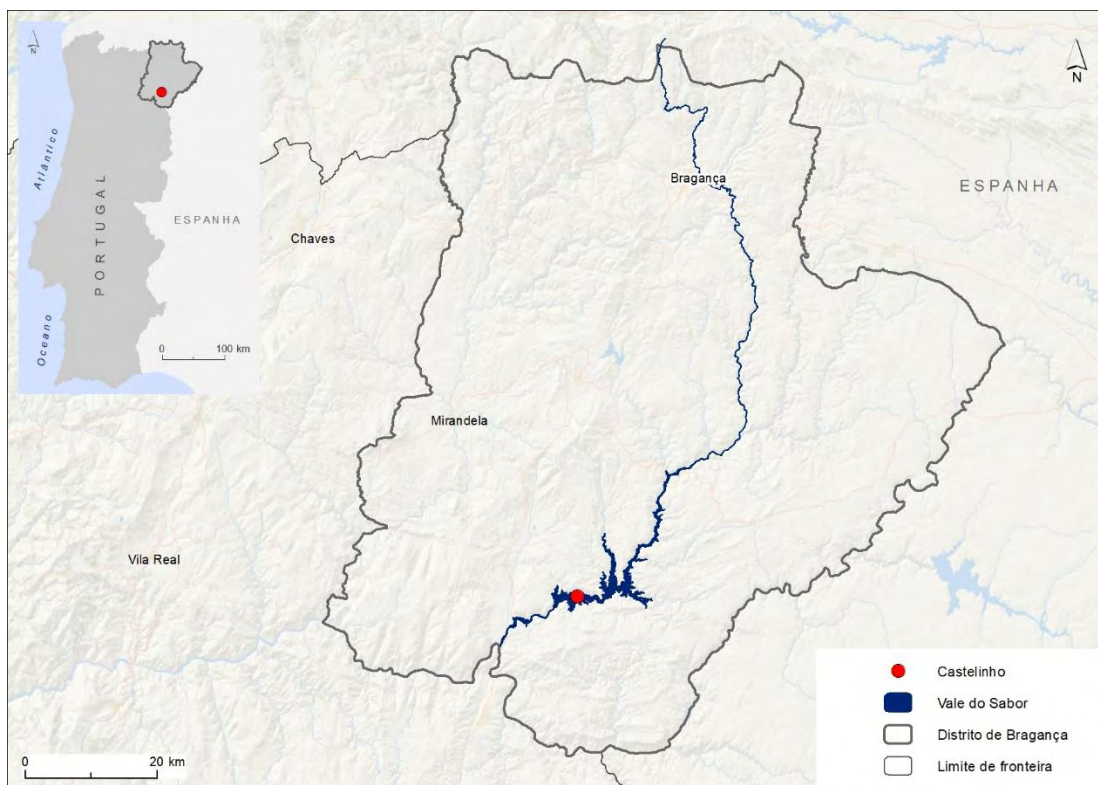 N
Atlântico
PORTUGAL
ESPANHA
Oceano
0 100 km
N
Bragança
ESPANHA
Chaves
Mirandela
Vila Real
0 20 km
Castelinho
Vale do Sabor
Distrito de Bragança
Limite de fronteira